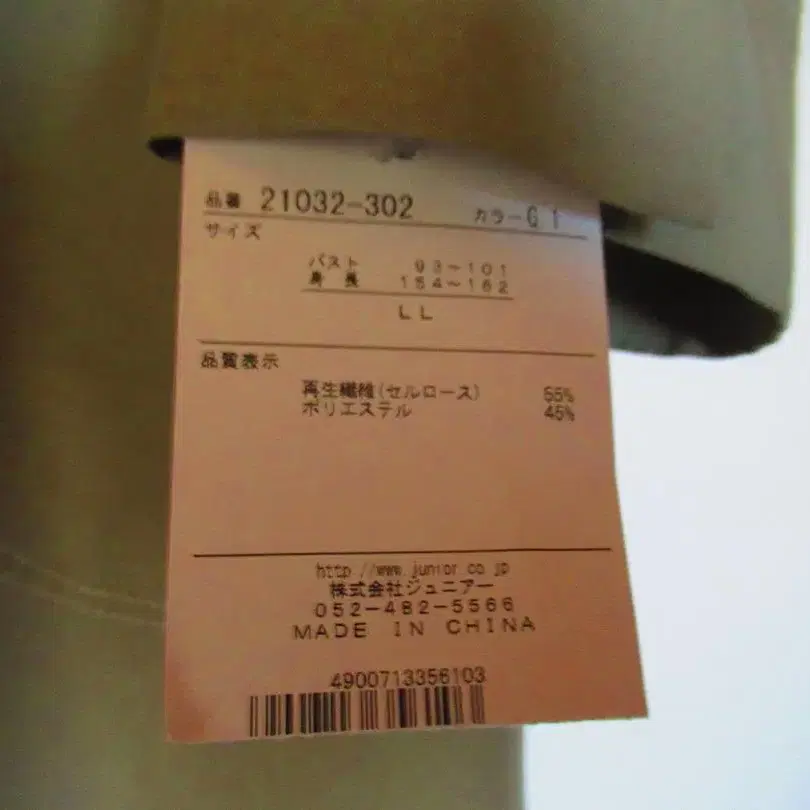 品番 21032-302 カラーG1
サイズ
バスト 93～101
身長 154～162
LL
品質表示
再生繊維(セルロース) 55%
ポリエステル 45%
http://www.junior.co.jp
株式会社ジュニアー
052-482-5566
MADE IN CHINA
4900713356103